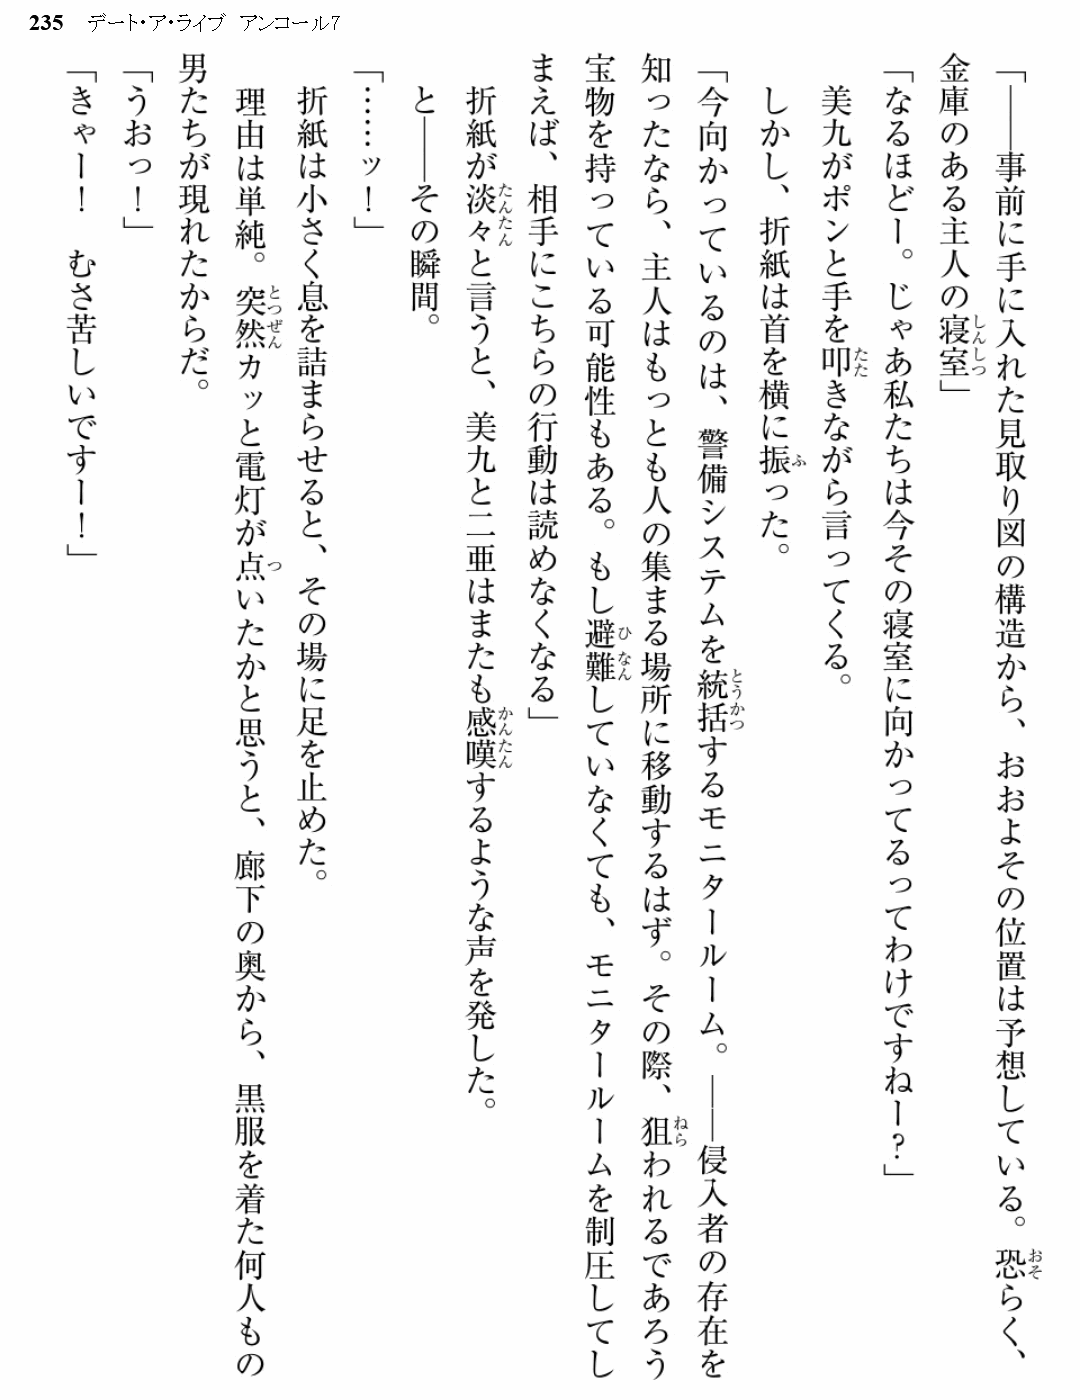 235 デート・ア・ライブ アンコール7
「――事前に手に入れた見取り図の構造から、おおよその位置は予想している。恐らく、
金庫のある主人の寝室」
「なるほどー。じゃあ私たちは今その寝室に向かってるってわけですねー?」
美九がポンと手を叩きながら言ってくる。
しかし、折紙は首を横に振った。
「今向かっているのは、警備システムを統括するモニタールーム。――侵入者の存在を
知ったなら、主人はもっとも人の集まる場所に移動するはず。その際、狙われるであろう
宝物を持っている可能性もある。もし避難していなくても、モニタールームを制圧してし
まえば、相手にこちらの行動は読めなくなる」
折紙が淡々と言うと、美九と二亜はまたも感嘆するような声を発した。
と――その瞬間。
「……ッ!」
折紙は小さく息を詰まらせると、その場に足を止めた。
理由は単純。突然カッと電灯が点いたかと思うと、廊下の奥から、黒服を着た何人もの
男たちが現れたからだ。
「うおっ!」
「きゃー! むさ苦しいですー!」